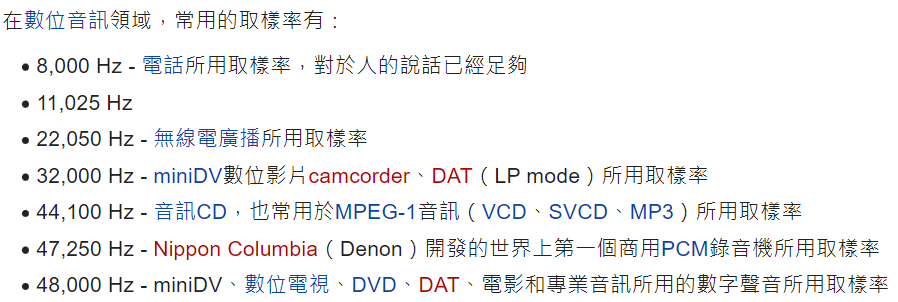 在數位音訊領域，常用的取樣率有：
• 8,000 Hz - 電話所用取樣率，對於人的說話已經足夠
• 11,025 Hz
• 22,050 Hz - 無線電廣播所用取樣率
• 32,000 Hz - miniDV數位影片camcorder、DAT（LP mode）所用取樣率
• 44,100 Hz - 音訊CD，也常用於MPEG-1音訊（VCD、SVCD、MP3）所用取樣率
• 47,250 Hz - Nippon Columbia（Denon）開發的世界上第一個商用PCM錄音機所用取樣率
• 48,000 Hz - miniDV、數位電視、DVD、DAT、電影和專業音訊所用的數字聲音所用取樣率